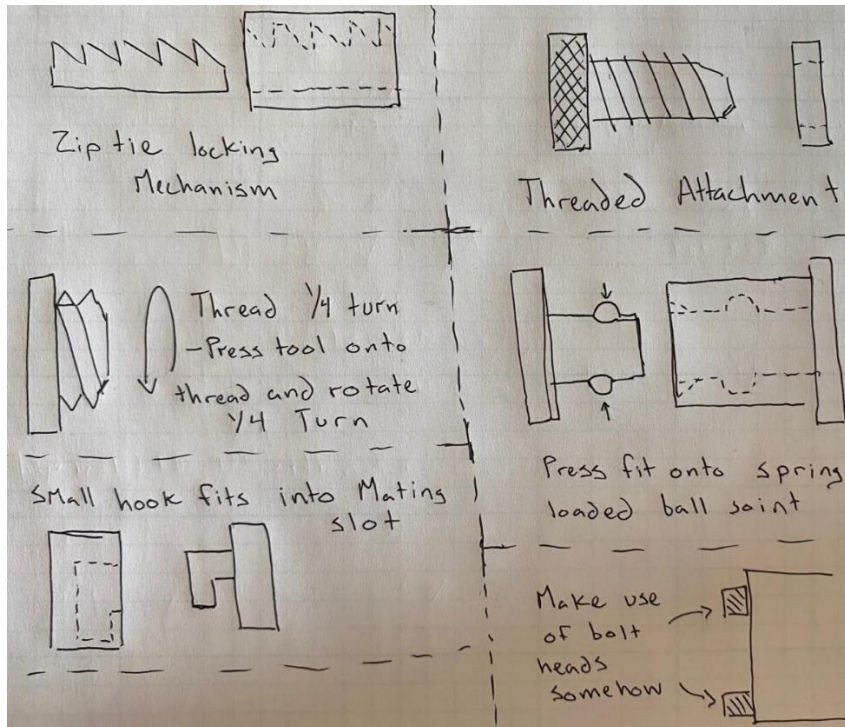 Zip tie locking
Mechanism
Threaded Attachment
Thread 1/4 turn
-Press tool onto
thread and rotate
1/4 Turn
Press fit onto spring
loaded ball joint
Small hook fits into Mating
slot
Make use
of bolt
heads
somehow